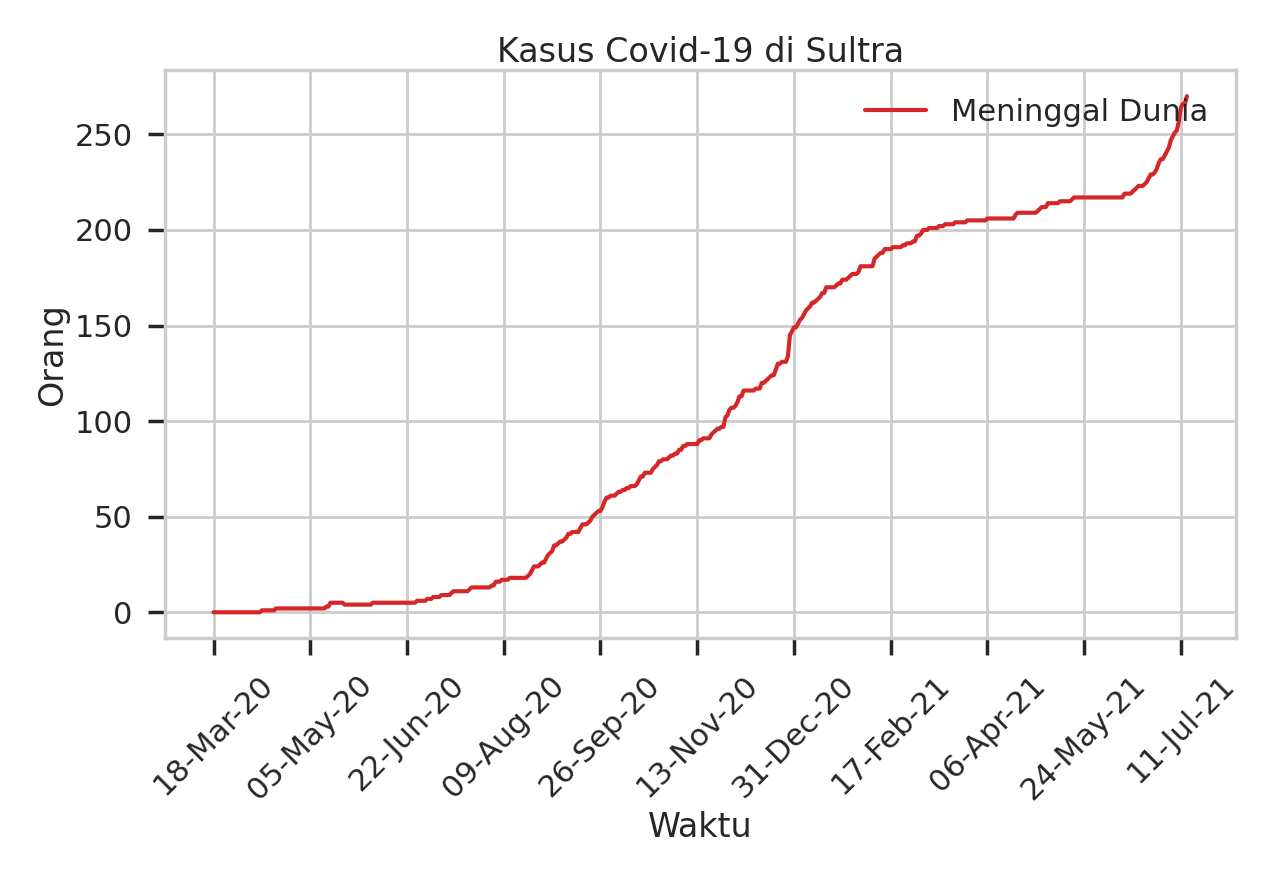 Kasus Covid-19 di Sultra
Meninggal Dunia
Orang
250
200
150
100
50
0
18-Mar-20
05-May-20
22-Jun-20
09-Aug-20
26-Sep-20
13-Nov-20
31-Dec-20
17-Feb-21
06-Apr-21
24-May-21
11-Jul-21
Waktu